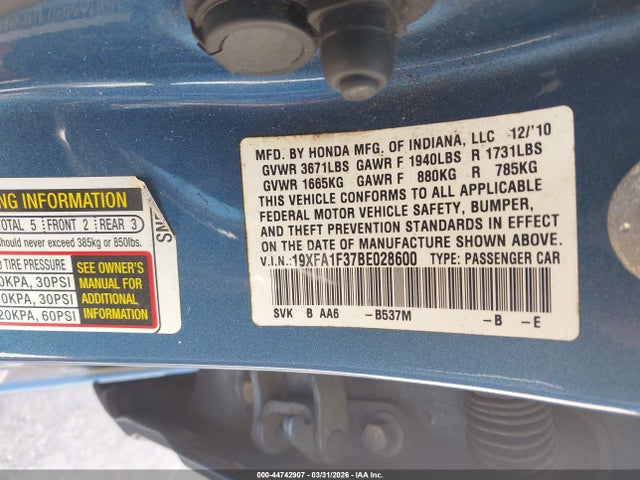 MFD. BY HONDA MFG. OF INDIANA, LLC 12/'10
GVWR 3671LBS GAWR F 1940LBS R 1731LBS
GVWR 1665KG GAWR F 880KG R 785KG
THIS VEHICLE CONFORMS TO ALL APPLICABLE
FEDERAL MOTOR VEHICLE SAFETY, BUMPER,
AND THEFT PREVENTION STANDARDS IN EFFECT
ON THE DATE OF MANUFACTURE SHOWN ABOVE.
V.I.N.:19XFA1F37BE028600 TYPE: PASSENGER CAR
SVK B AA6 -B537M -B -E
NG INFORMATION
TOTAL 5 FRONT 2 REAR 3
should never exceed 385kg or 850lbs.
TIRE PRESSURE
0KPA, 30PSI
0KPA, 30PSI
20KPA, 60PSI
SEE OWNER'S
MANUAL FOR
ADDITIONAL
INFORMATION
000-44742907 - 03/31/2026 - IAA Inc.